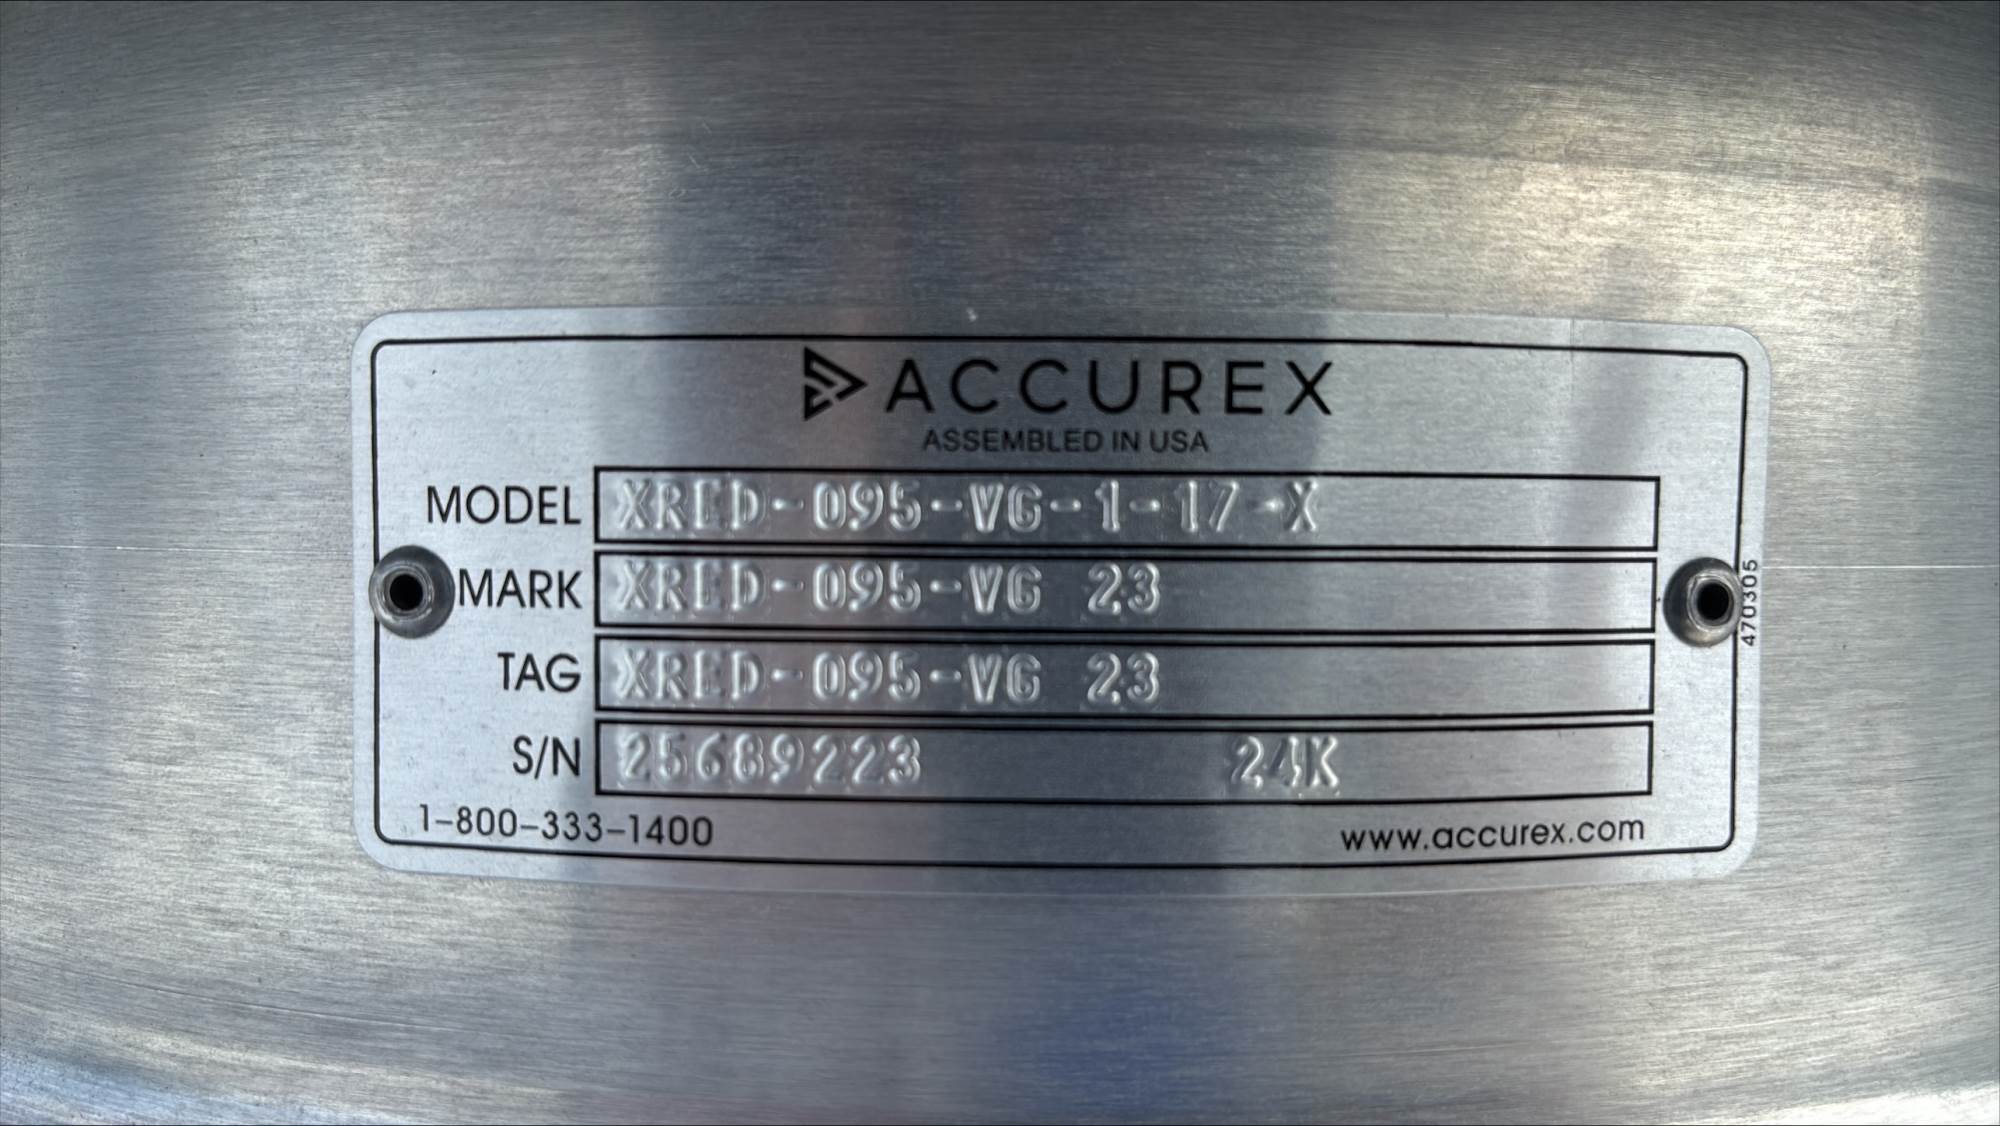 ACCUREX
ASSEMBLED IN USA
MODEL XRED-095-VG-1-17-X
MARK XRED-095-VG 23
TAG XRED-095-VG 23
S/N 25689223 24K
1-800-333-1400 www.accurex.com
470305